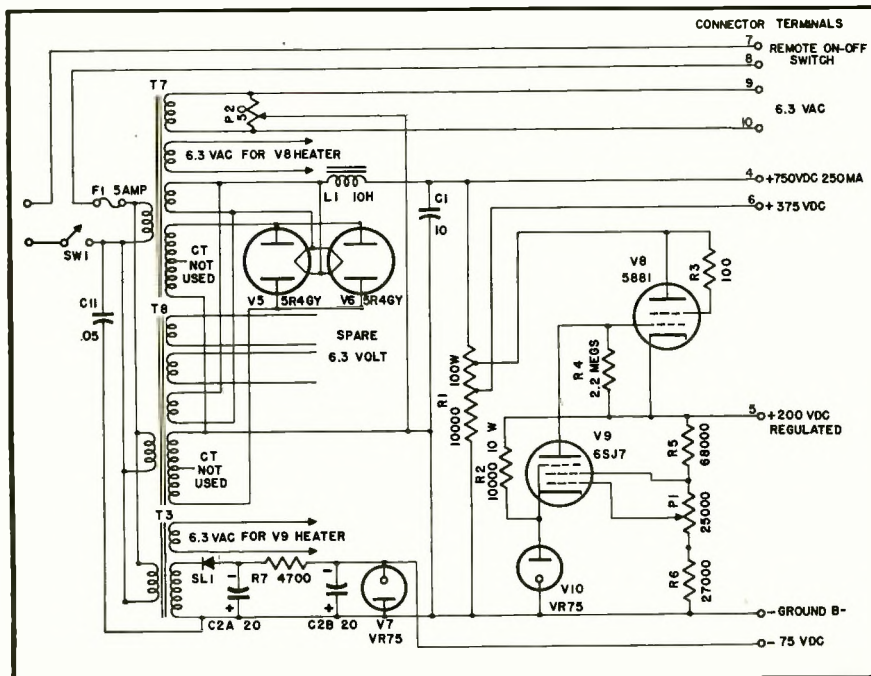 CONNECTOR TERMINALS
7
REMOTE ON-OFF
SWITCH
8
T7
9
P2
50
6.3 VAC
10
6.3 VAC FOR V8 HEATER
F1 5AMP
L1 10H
4
+750VDC 250MA
C1
10
6
+375 VDC
SW1
CT
NOT
USED
V8
5881
R3
100
V5 5R4GY
V6 5R4GY
C11
.05
T8
SPARE
6.3 VOLT
R4
2.2 MEGS
R1
10000
100W
5
+200 VDC
REGULATED
V9
6SJ7
R2
10000 10 W
R5
68000
CT
NOT
USED
P1
25000
T3
6.3 VAC FOR V9 HEATER
SL1
R7 4700
V10
VR75
R6
27000
-
+
-
+
C2A 20
C2B 20
V7
VR75
- GROUND B-
- 75 VDC